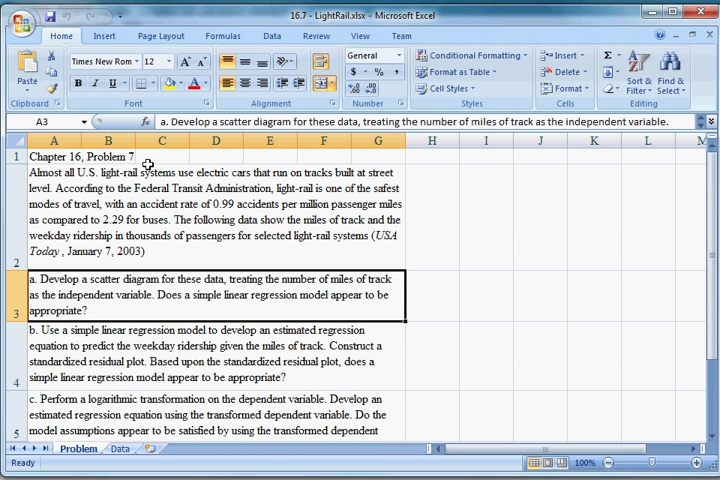 16.7 - LightRail.xlsx - Microsoft Excel
Home Insert Page Layout Formulas Data Review View Team
Paste
Clipboard
Times New Rom 12
B I U
Font
Alignment
General
$ % ,
Number
Conditional Formatting
Format as Table
Cell Styles
Styles
Insert
Delete
Format
Cells
Σ
Sort & Filter
Find & Select
Editing
A3 fx a. Develop a scatter diagram for these data, treating the number of miles of track as the independent variable.
A B C D E F G H I J K L M
1 Chapter 16, Problem 7
Almost all U.S. light-rail systems use electric cars that run on tracks built at street
level. According to the Federal Transit Administration, light-rail is one of the safest
modes of travel, with an accident rate of 0.99 accidents per million passenger miles
as compared to 2.29 for buses. The following data show the miles of track and the
weekday ridership in thousands of passengers for selected light-rail systems (USA
2 Today , January 7, 2003)
a. Develop a scatter diagram for these data, treating the number of miles of track
as the independent variable. Does a simple linear regression model appear to be
3 appropriate?
b. Use a simple linear regression model to develop an estimated regression
equation to predict the weekday ridership given the miles of track. Construct a
standardized residual plot. Based upon the standardized residual plot, does a
4 simple linear regression model appear to be appropriate?
c. Perform a logarithmic transformation on the dependent variable. Develop an
estimated regression equation using the transformed dependent variable. Do the
5 model assumptions appear to be satisfied by using the transformed dependent
Problem Data
Ready 100%